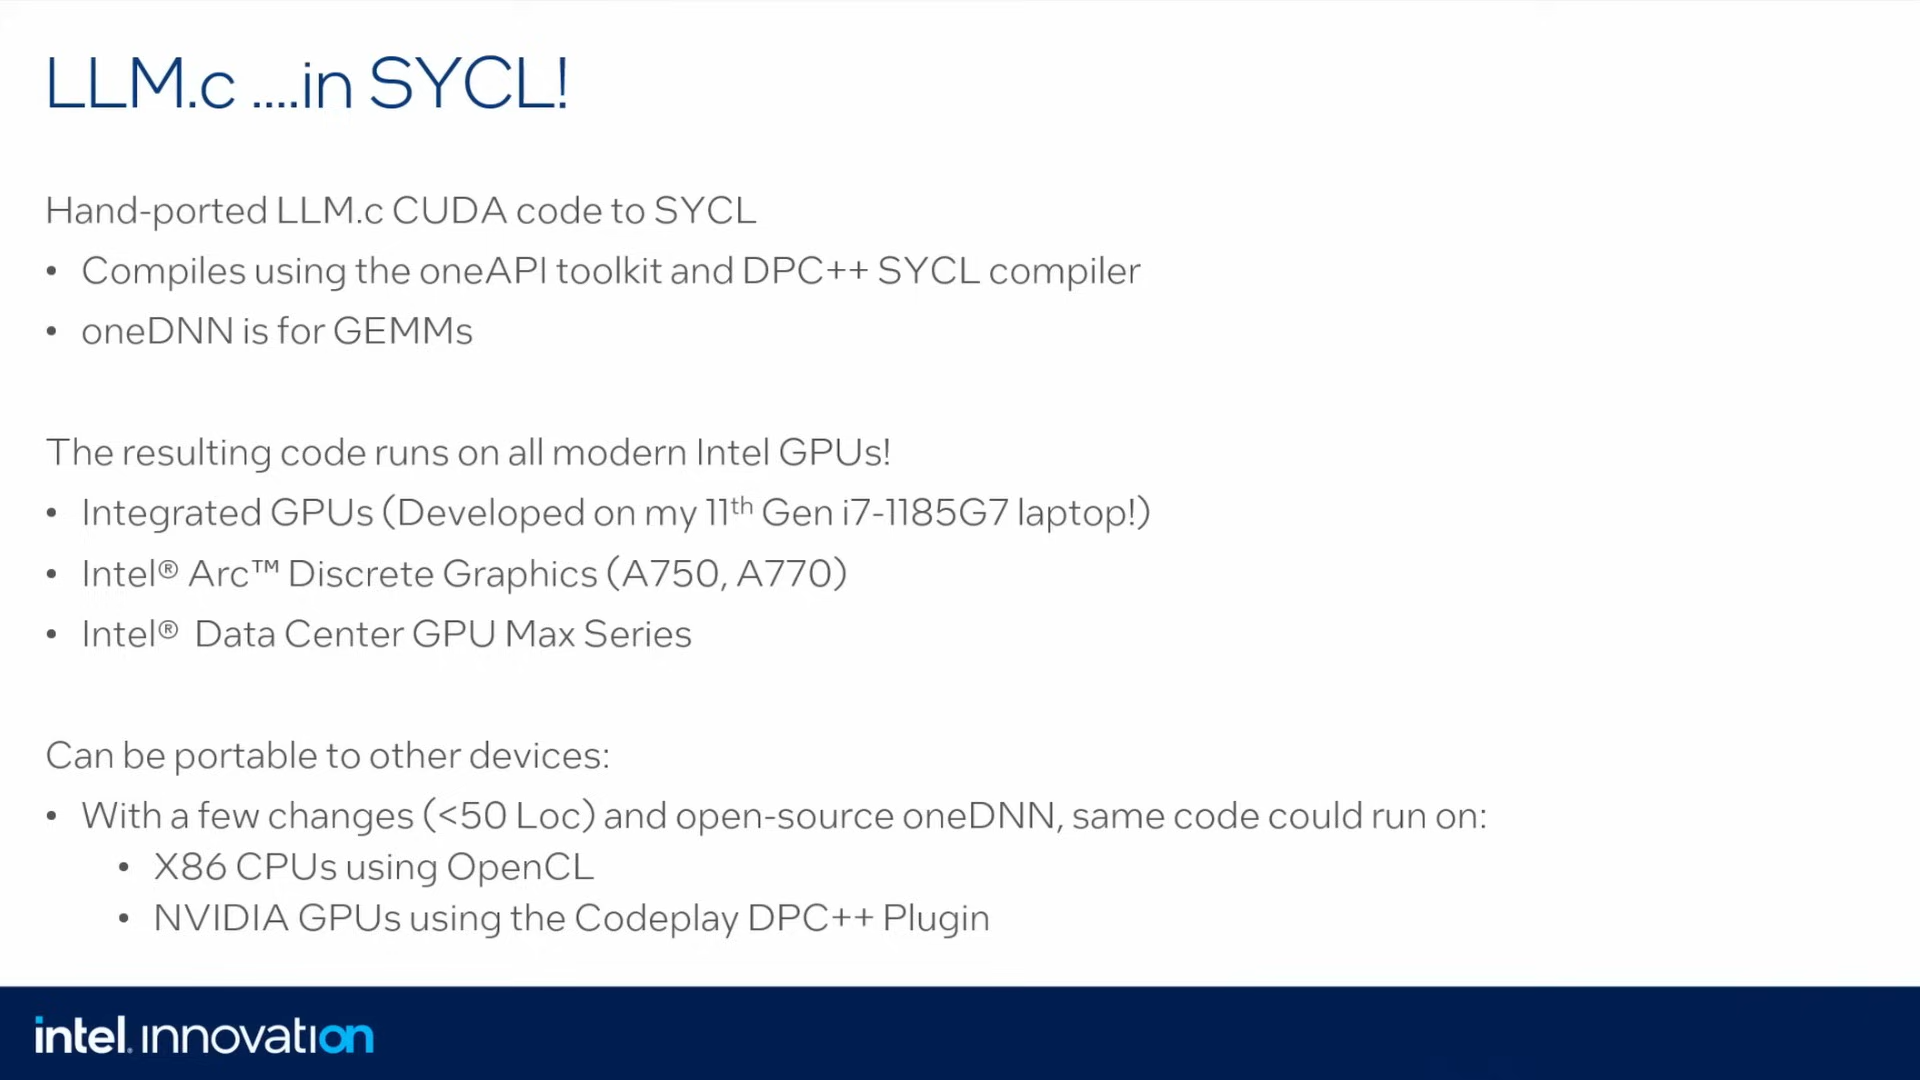 LLM.c ....in SYCL!
Hand-ported LLM.c CUDA code to SYCL
• Compiles using the oneAPI toolkit and DPC++ SYCL compiler
• oneDNN is for GEMMs
The resulting code runs on all modern Intel GPUs!
• Integrated GPUs (Developed on my 11th Gen i7-1185G7 laptop!)
• Intel® Arc™ Discrete Graphics (A750, A770)
• Intel® Data Center GPU Max Series
Can be portable to other devices:
• With a few changes (<50 Loc) and open-source oneDNN, same code could run on:
• X86 CPUs using OpenCL
• NVIDIA GPUs using the Codeplay DPC++ Plugin
intel. innovation